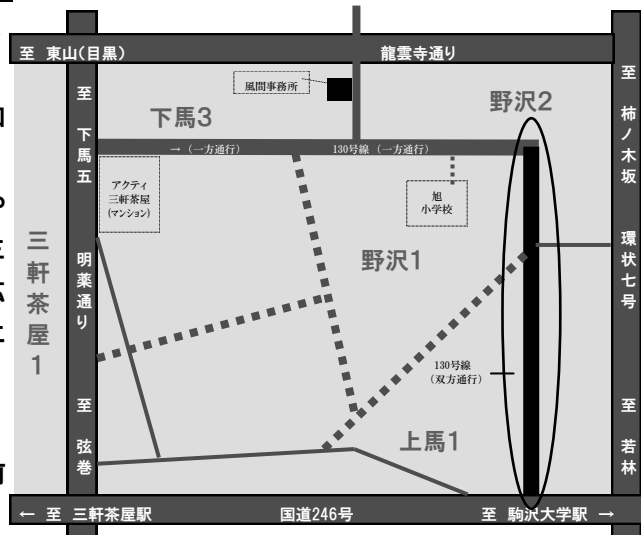 至 東山(目黒)
龍雲寺通り
至 下馬五
明薬通り
至 弦巻
三軒茶屋1
下馬3
風間事務所
野沢2
→ (一方通行)
130号線 (一方通行)
アクティ
三軒茶屋
(マンション)
旭
小学校
野沢1
130号線
(双方通行)
上馬1
至 柿ノ木坂
環状七号
至 若林
← 至 三軒茶屋駅
国道246号
至 駒沢大学駅 →